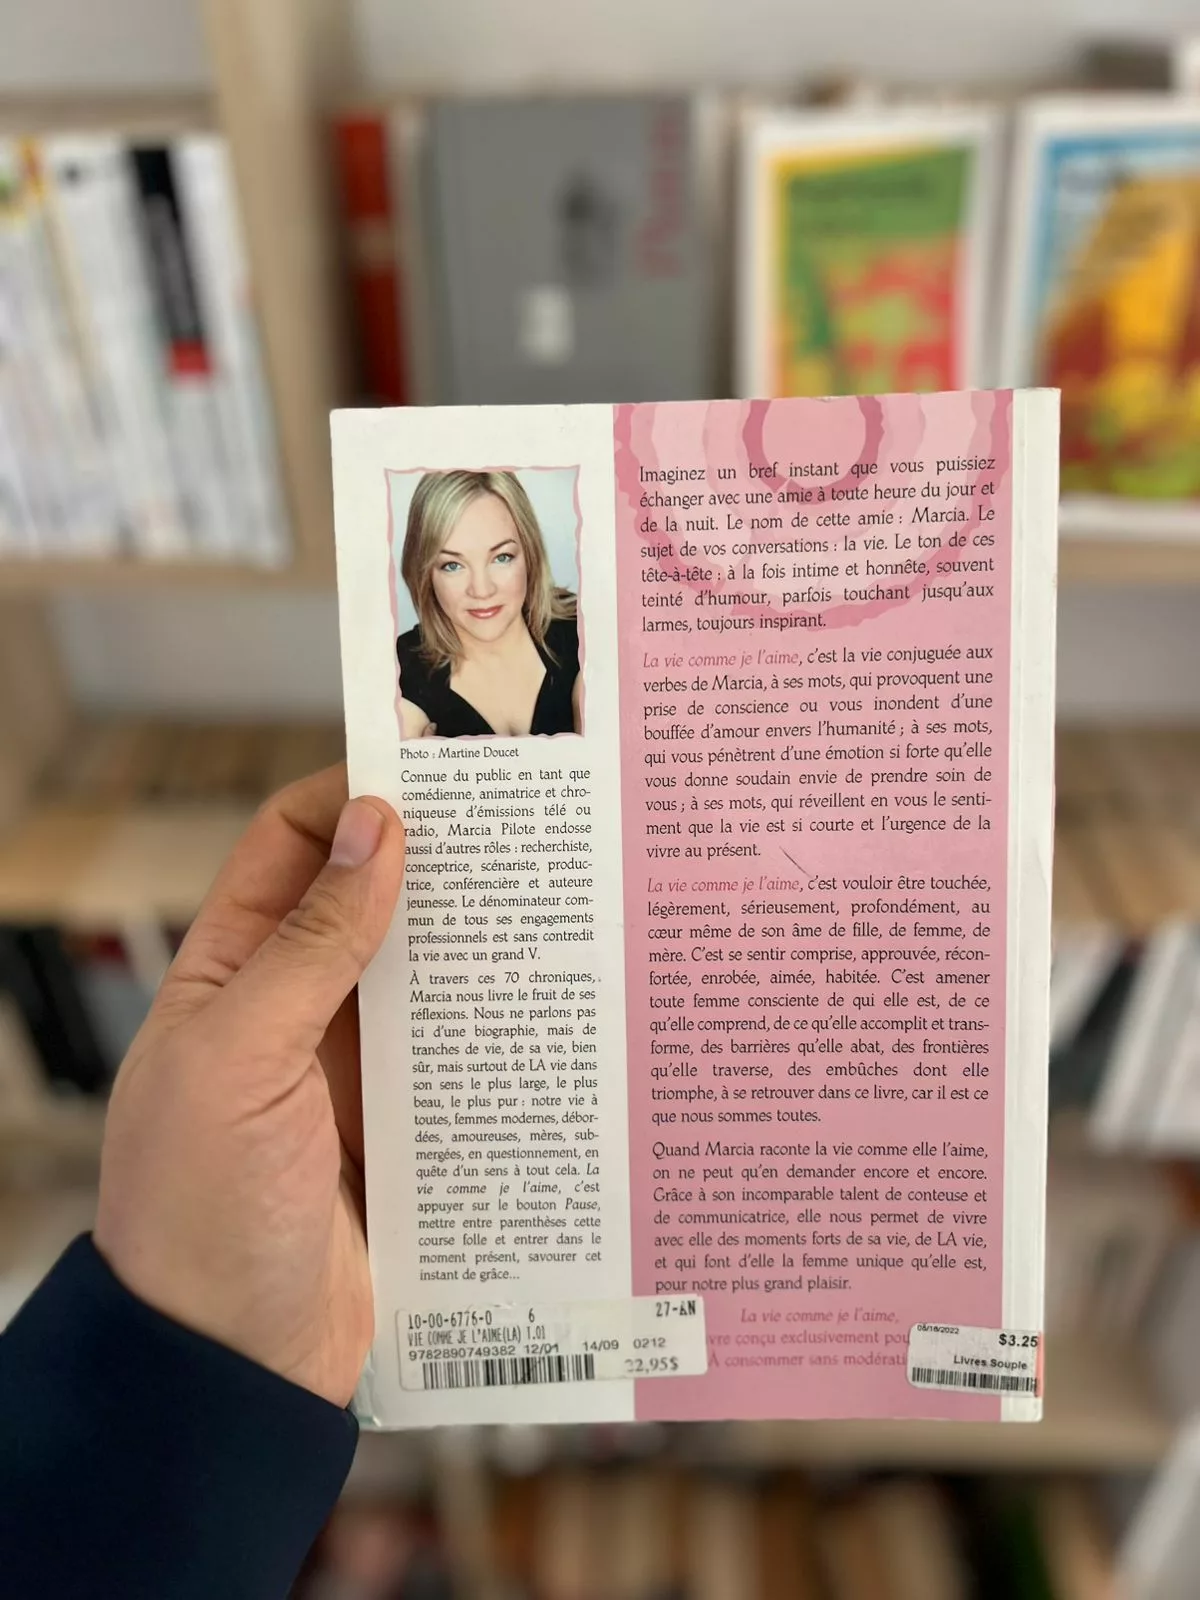 Photo : Martine Doucet
Connue du public en tant que
comédienne, animatrice et chro-
niqueuse d'émissions télé ou
radio, Marcia Pilote endosse
aussi d'autres rôles : recherchiste,
conceptrice, scénariste, produc-
trice, conférencière et auteure
jeunesse. Le dénominateur com-
mun de tous ses engagements
professionnels est sans contredit
la vie avec un grand V.
À travers ces 70 chroniques,
Marcia nous livre le fruit de ses
réflexions. Nous ne parlons pas
ici d'une biographie, mais de
tranches de vie, de sa vie, bien
sûr, mais surtout de LA vie dans
son sens le plus large, le plus
beau, le plus pur : notre vie à
toutes, femmes modernes, débor-
dées, amoureuses, mères, sub-
mergées, en questionnement, en
quête d'un sens à tout cela. La
vie comme je l'aime, c'est
appuyer sur le bouton Pause,
mettre entre parenthèses cette
course folle et entrer dans le
moment présent, savourer cet
instant de grâce...
Imaginez un bref instant que vous puissiez
échanger avec une amie à toute heure du jour et
de la nuit. Le nom de cette amie : Marcia. Le
sujet de vos conversations : la vie. Le ton de ces
tête-à-tête : à la fois intime et honnête, souvent
teinté d'humour, parfois touchant jusqu'aux
larmes, toujours inspirant.
La vie comme je l'aime, c'est la vie conjuguée aux
verbes de Marcia, à ses mots, qui provoquent une
prise de conscience ou vous inondent d'une
bouffée d'amour envers l'humanité ; à ses mots,
qui vous pénètrent d'une émotion si forte qu'elle
vous donne soudain envie de prendre soin de
vous ; à ses mots, qui réveillent en vous le senti-
ment que la vie est si courte et l'urgence de la
vivre au présent.
La vie comme je l'aime, c'est vouloir être touchée,
légèrement, sérieusement, profondément, au
cœur même de son âme de fille, de femme, de
mère. C'est se sentir comprise, approuvée, récon-
fortée, enrobée, aimée, habitée. C'est amener
toute femme consciente de qui elle est, de ce
qu'elle comprend, de ce qu'elle accomplit et trans-
forme, des barrières qu'elle abat, des frontières
qu'elle traverse, des embûches dont elle
triomphe, à se retrouver dans ce livre, car il est ce
que nous sommes toutes.
Quand Marcia raconte la vie comme elle l'aime,
on ne peut qu'en demander encore et encore.
Grâce à son incomparable talent de conteuse et
de communicatrice, elle nous permet de vivre
avec elle des moments forts de sa vie, de LA vie,
et qui font d'elle la femme unique qu'elle est,
pour notre plus grand plaisir.
La vie comme je l'aime,
vre conçu exclusivement pou
À consommer sans modérati
10-00-6776-0 6 27-AN
VIE COMME JE L'AIME(LA) T.01
9782890749382 12/01 14/09 0212
22,95$
08/16/2022
$3.25
Livres Souple